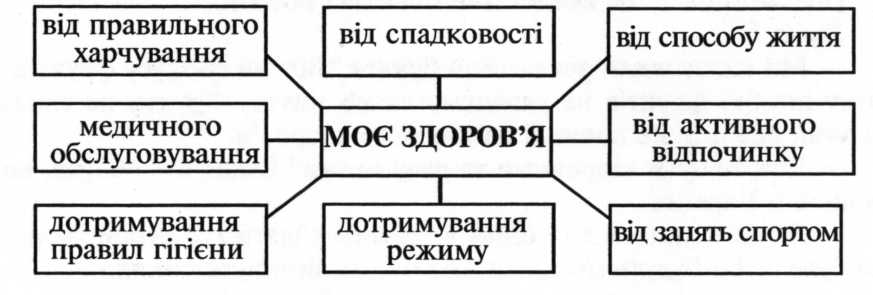 від правильного
харчування
від спадковості
від способу життя
медичного
обслуговування
МОЄ ЗДОРОВ’Я
від активного
відпочинку
дотримування
правил гігієни
дотримування
режиму
від занять спортом